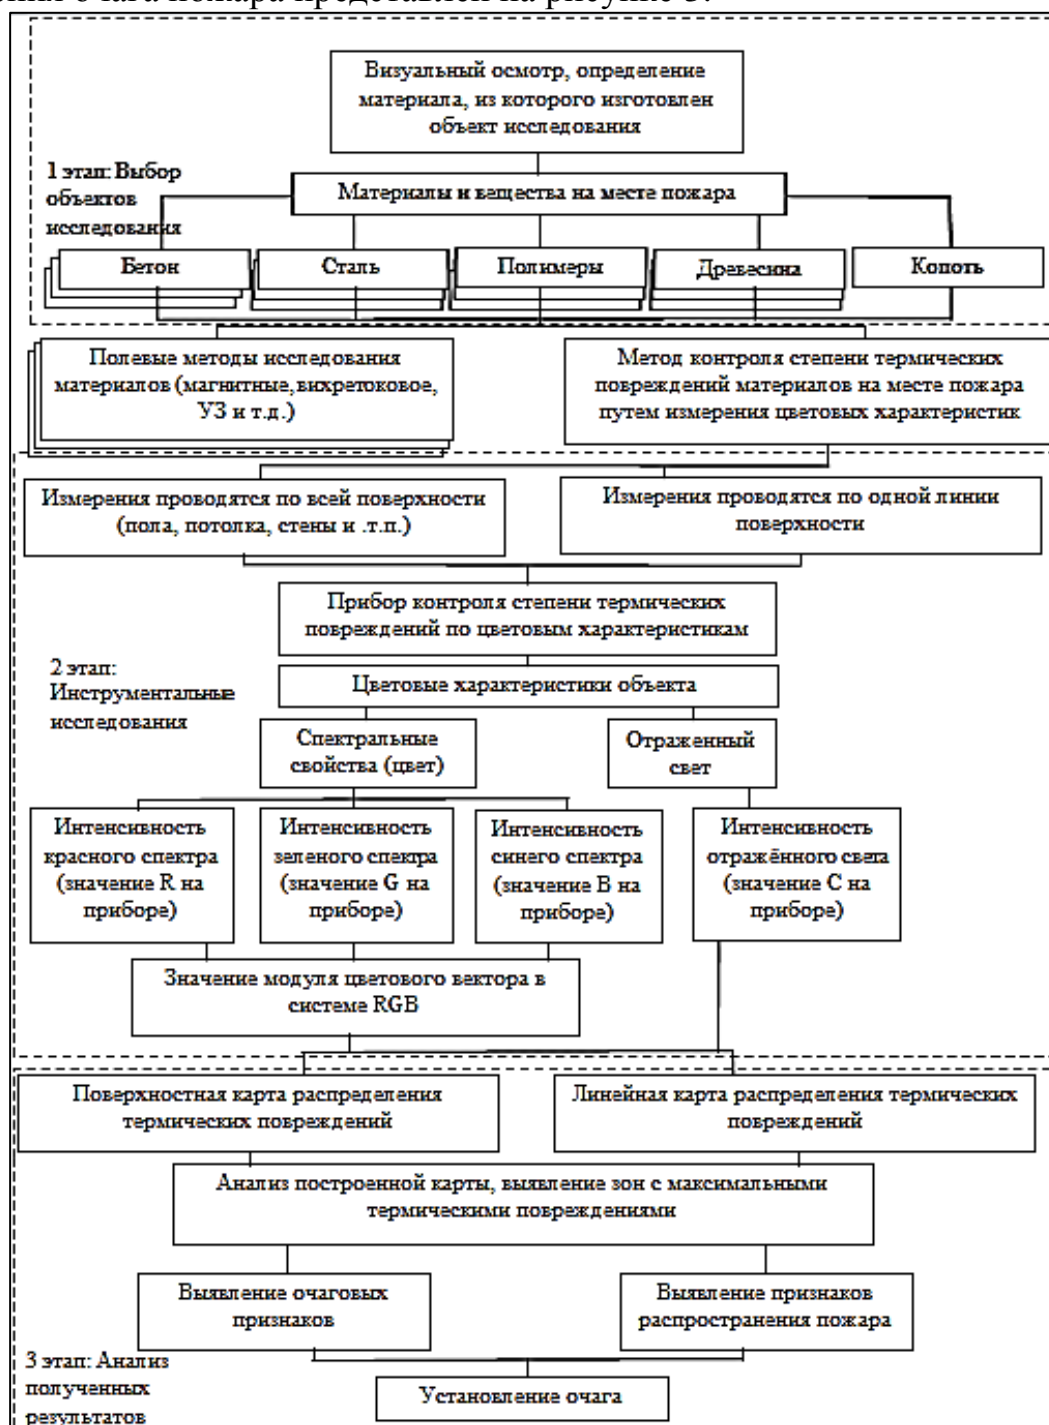 очага пожара представлен на рисунке 3.
Визуальный осмотр, определение
материала, из которого изготовлен
объект исследования
1 этап: Выбор
объектов
исследования
Материалы и вещества на месте пожара
Бетон
Сталь
Полимеры
Древесина
Копоть
Полевые методы исследования
материалов (магнитные,вихретоковое,
УЗ и т.д.)
Метод контроля степени термических
повреждений материалов на месте пожара
путем измерения цветовых характеристик
Измерения проводятся по всей поверхности
(пола, потолка, стены и .т.п.)
Измерения проводятся по одной линии
поверхности
Прибор контроля степени термических
повреждений по цветовым характеристикам
2 этап:
Инструментальные
исследования
Цветовые характеристики объекта
Спектральные
свойства (цвет)
Отраженный
свет
Интенсивность
красного спектра
(значение R на
приборе)
Интенсивность
зеленого спектра
(значение G на
приборе)
Интенсивность
синего спектра
(значение B на
приборе)
Интенсивность
отражённого света
(значение C на
приборе)
Значение модуля цветового вектора в
системе RGB
Поверхностная карта распределения
термических повреждений
Линейная карта распределения термических
повреждений
Анализ построенной карты, выявление зон с максимальными
термическими повреждениями
Выявление очаговых
признаков
Выявление признаков
распространения пожара
3 этап: Анализ
полученных
результатов
Установление очага